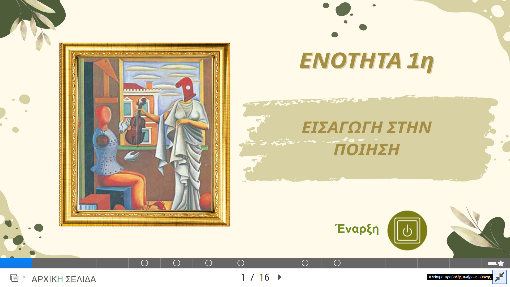 ΕΝΟΤΗΤΑ 1η
ΕΙΣΑΓΩΓΗ ΣΤΗΝ
ΠΟΙΗΣΗ
Έναρξη
ΑΡΧΙΚΗ ΣΕΛΙΔΑ
1 / 16